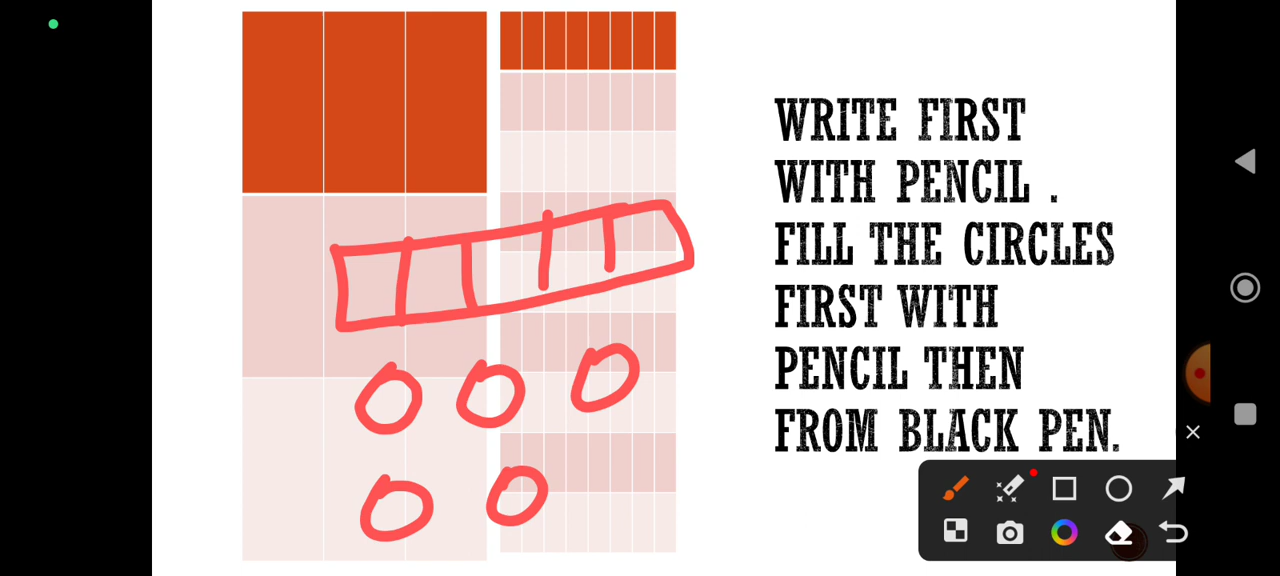 WRITE FIRST
WITH PENCIL .
FILL THE CIRCLES
FIRST WITH
PENCIL THEN
FROM BLACK PEN.